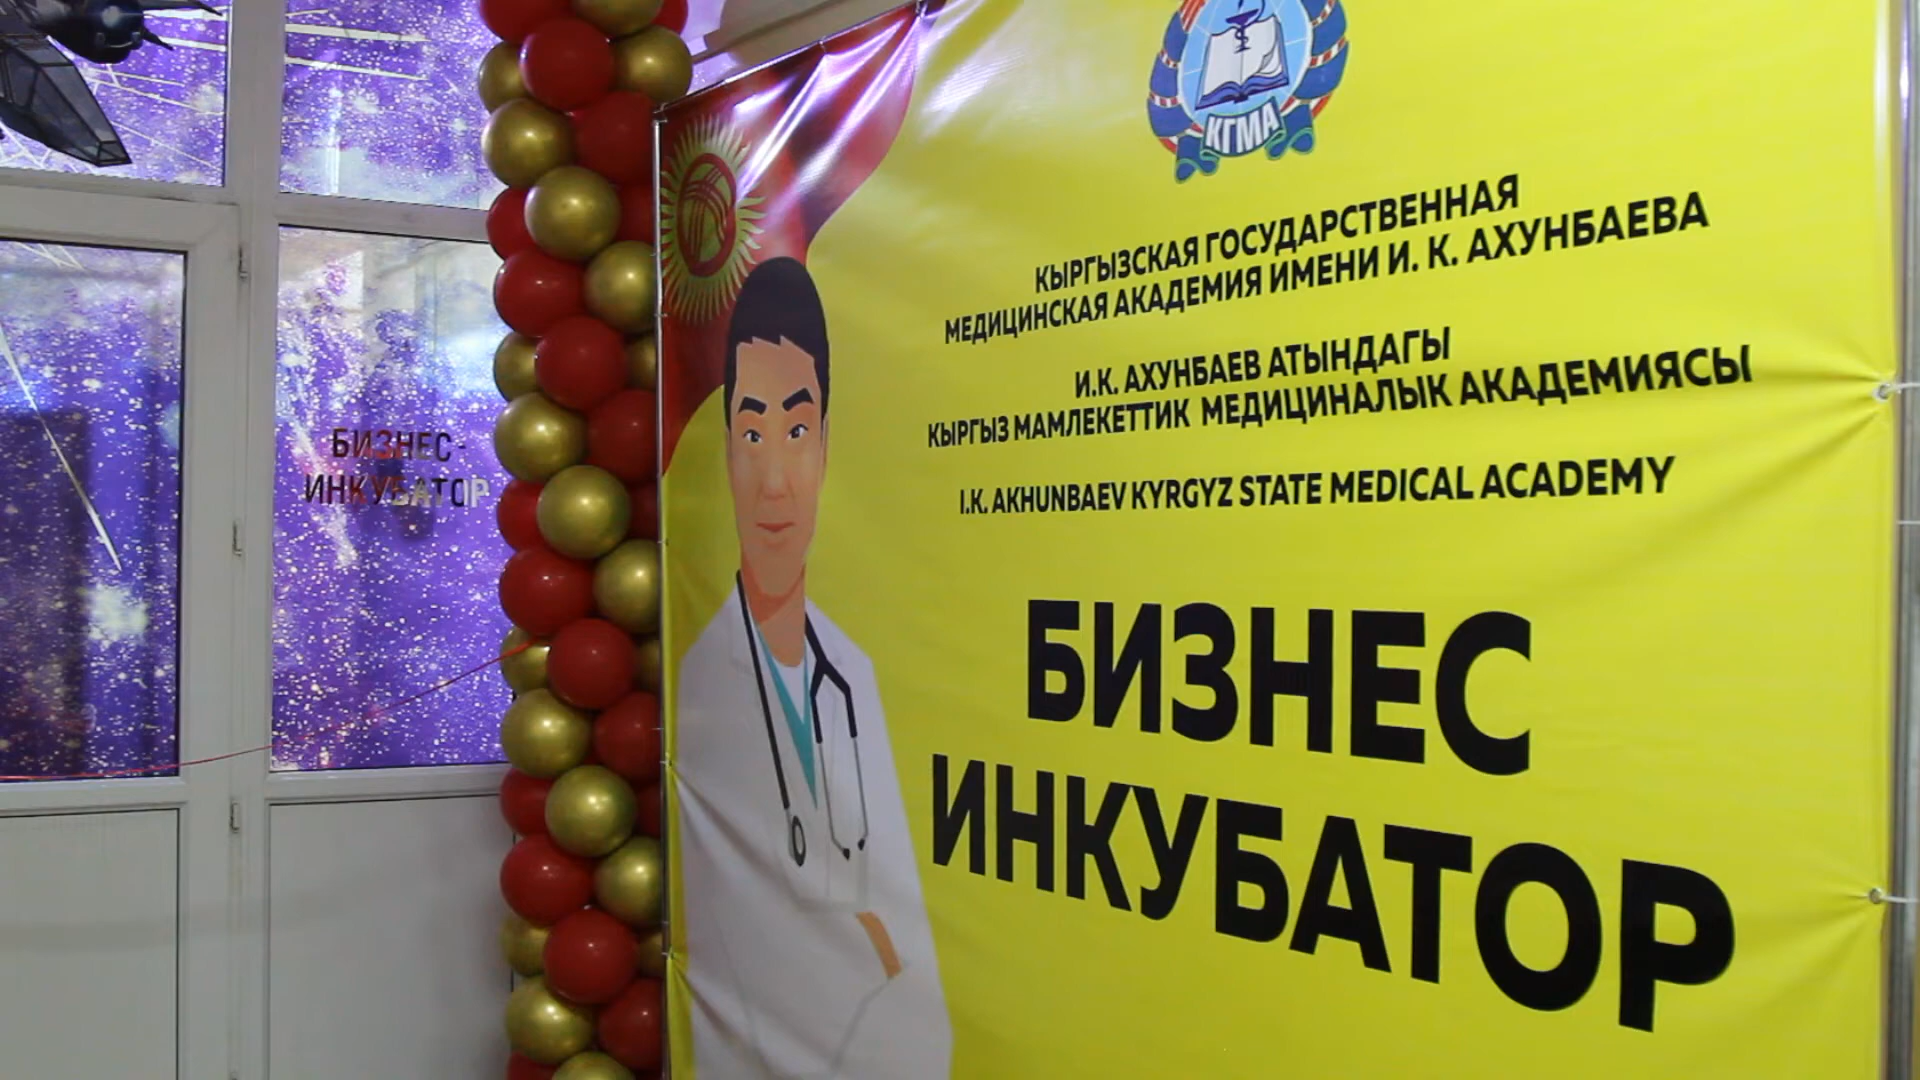 БИЗНЕС-
ИНКУБАТОР
КГМА
КЫРГЫЗСКАЯ ГОСУДАРСТВЕННАЯ
МЕДИЦИНСКАЯ АКАДЕМИЯ ИМЕНИ И. К. АХУНБАЕВА
И.К. АХУНБАЕВ АТЫНДАГЫ
КЫРГЫЗ МАМЛЕКЕТТИК МЕДИЦИНАЛЫК АКАДЕМИЯСЫ
I.K. AKHUNBAEV KYRGYZ STATE MEDICAL ACADEMY
БИЗНЕС
ИНКУБАТОР